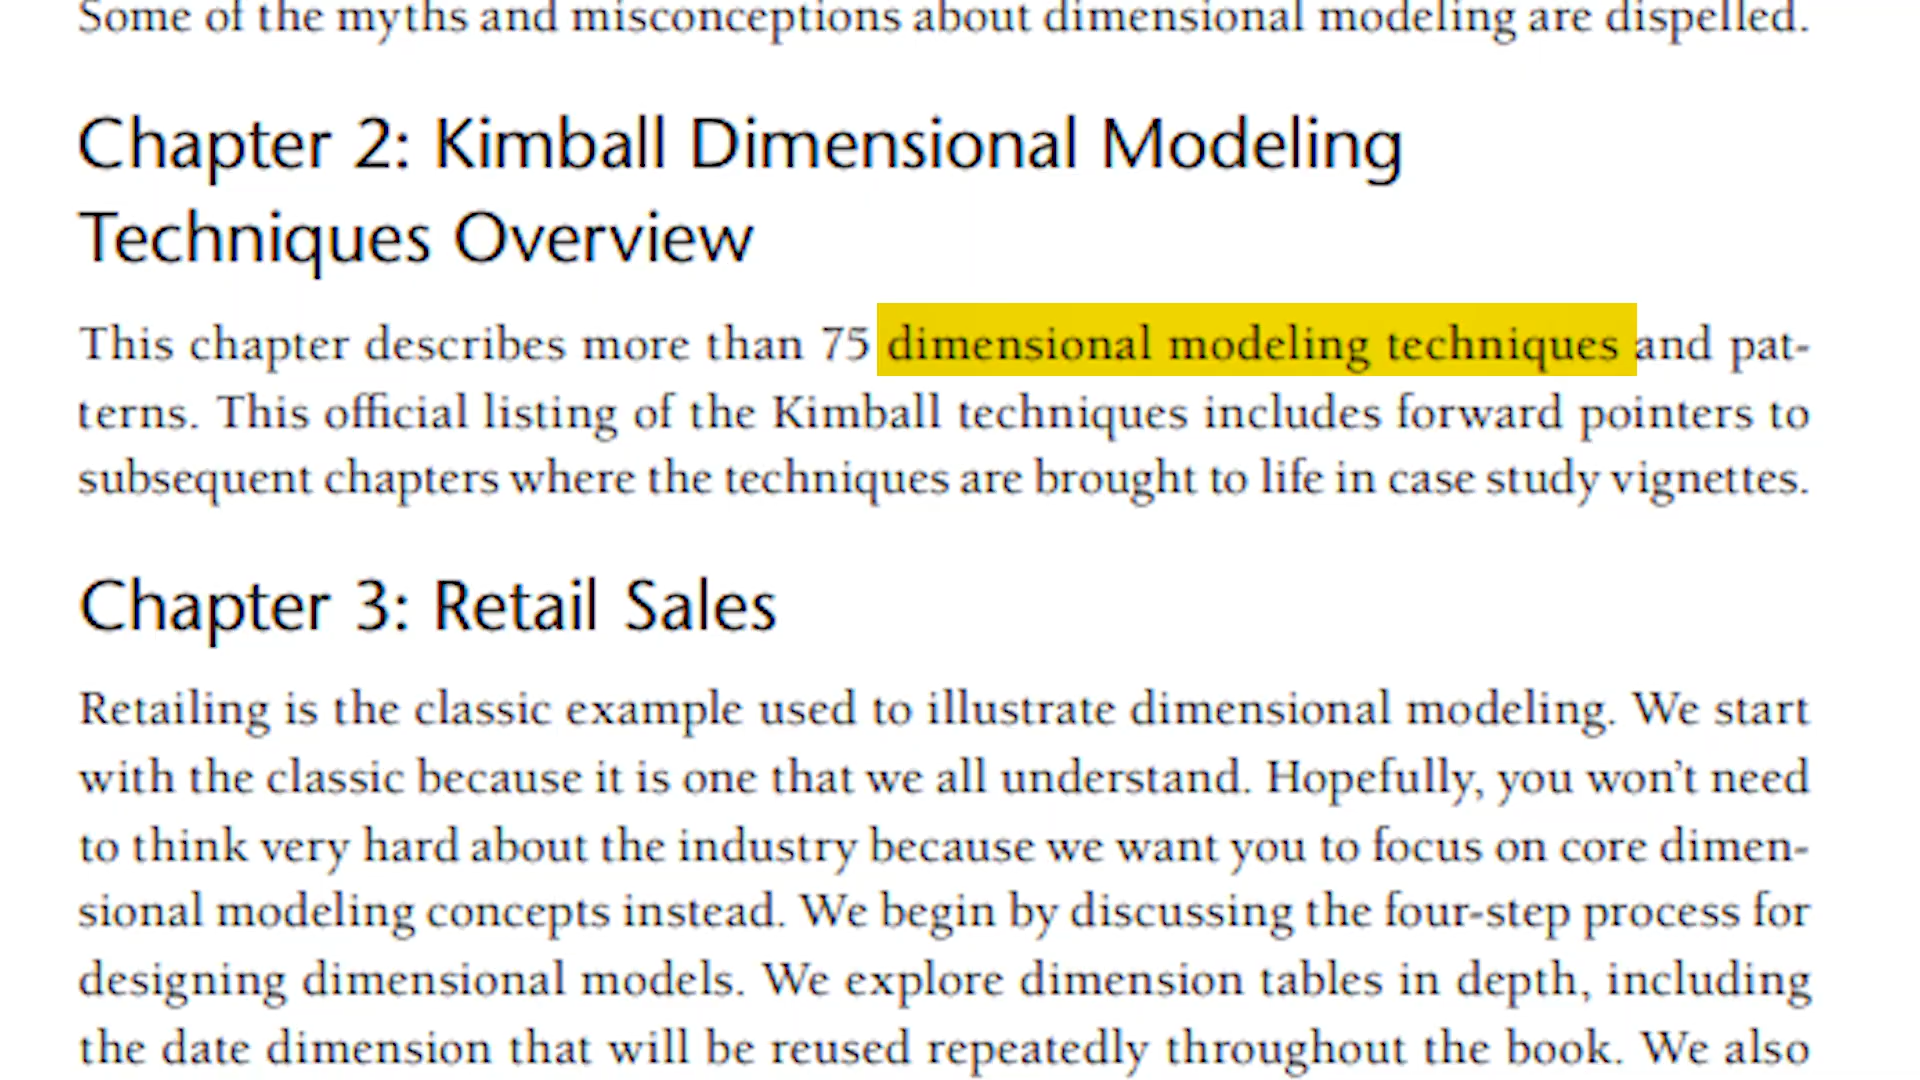 Some of the myths and misconceptions about dimensional modeling are dispelled.
Chapter 2: Kimball Dimensional Modeling
Techniques Overview
This chapter describes more than 75 dimensional modeling techniques and pat-
terns. This official listing of the Kimball techniques includes forward pointers to
subsequent chapters where the techniques are brought to life in case study vignettes.
Chapter 3: Retail Sales
Retailing is the classic example used to illustrate dimensional modeling. We start
with the classic because it is one that we all understand. Hopefully, you won't need
to think very hard about the industry because we want you to focus on core dimen-
sional modeling concepts instead. We begin by discussing the four-step process for
designing dimensional models. We explore dimension tables in depth, including
the date dimension that will be reused repeatedly throughout the book. We also